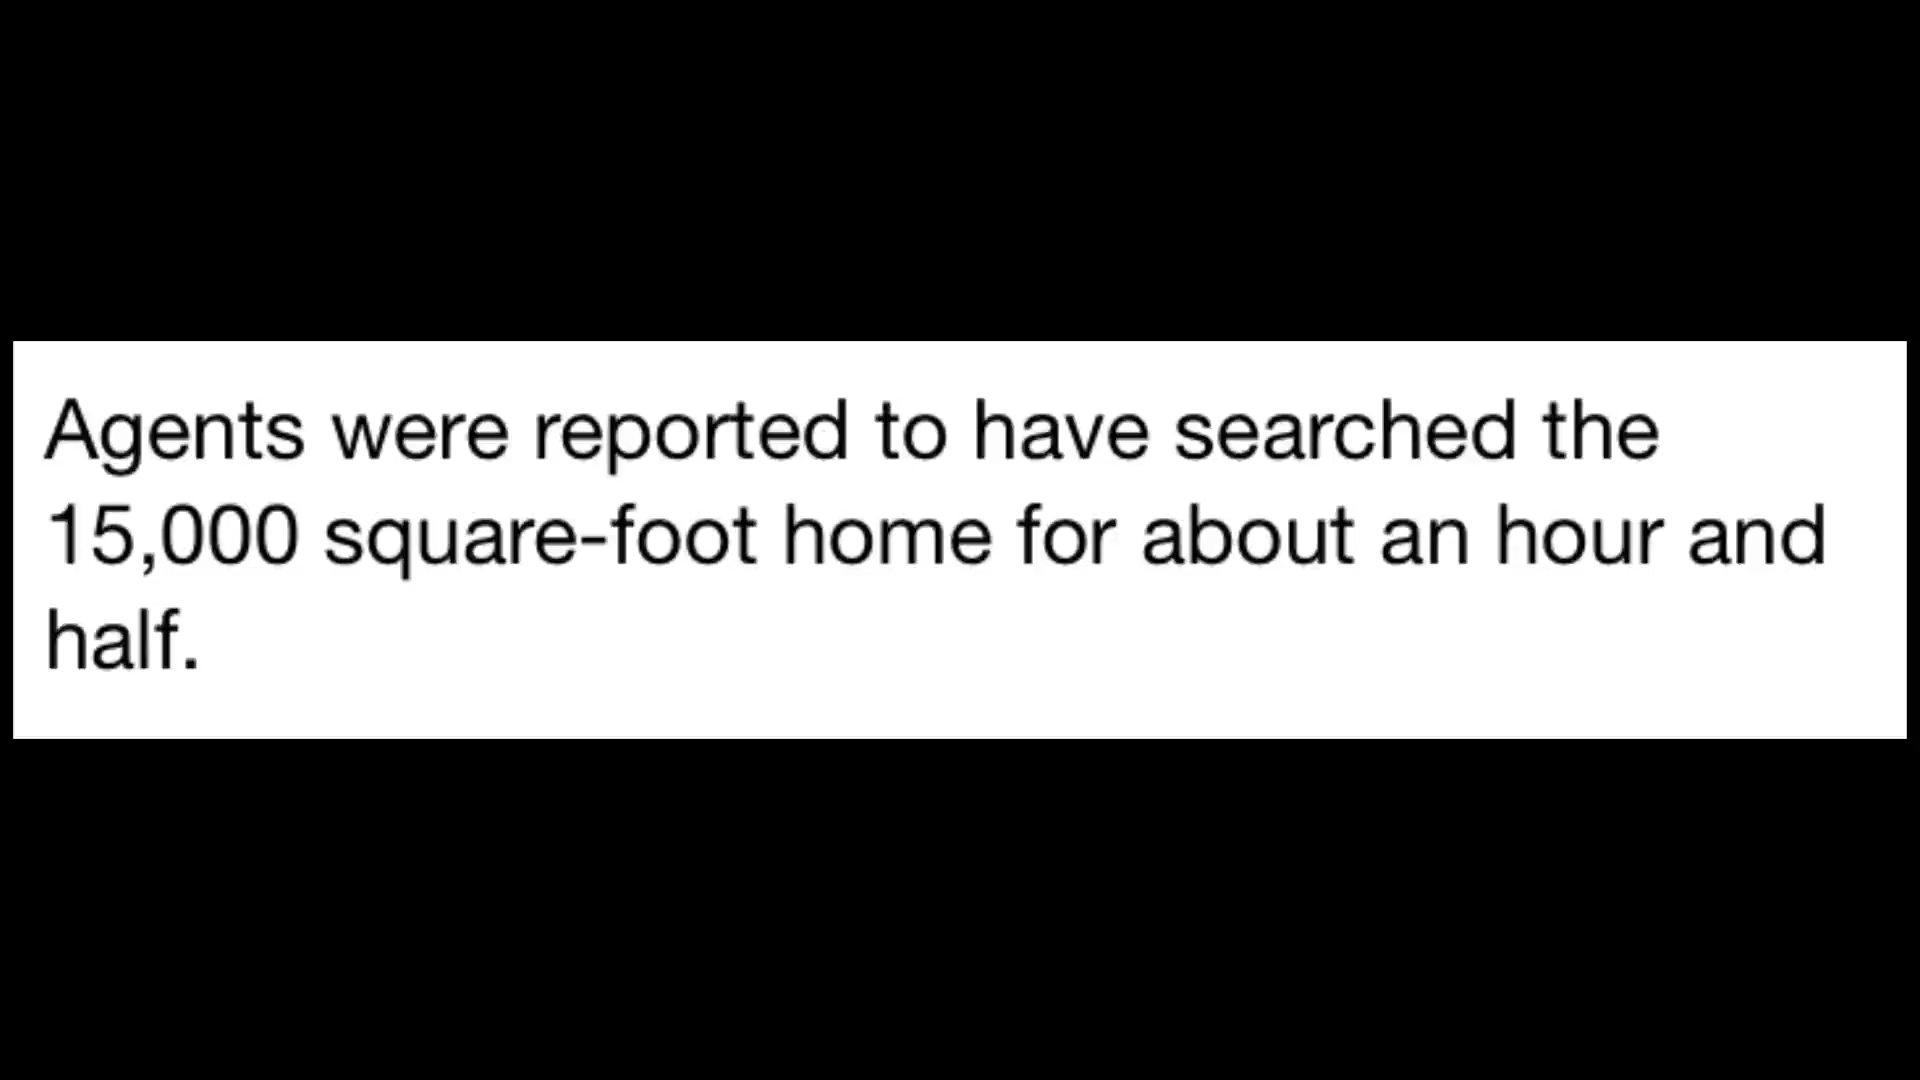 Agents were reported to have searched the
15,000 square-foot home for about an hour and
half.